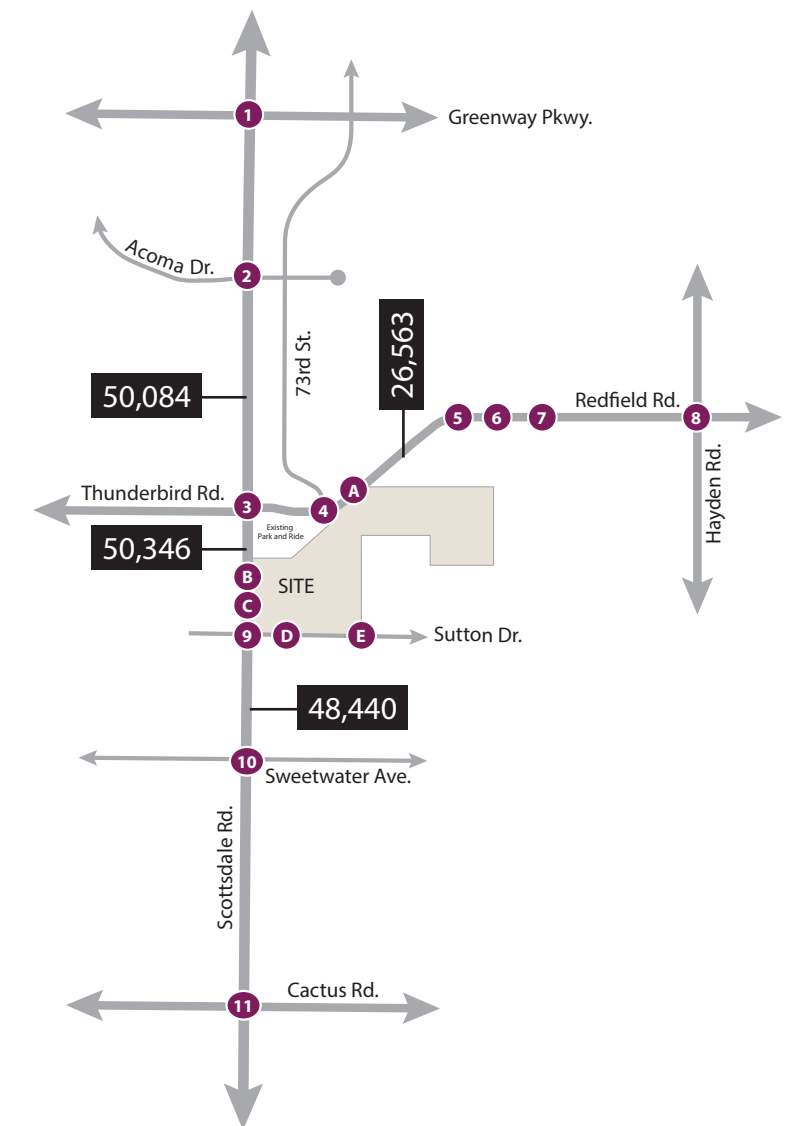 1
Greenway Pkwy.
Acoma Dr.
2
73rd St.
26,563
50,084
5
6
7
Redfield Rd.
8
Hayden Rd.
Thunderbird Rd.
3
4
A
Existing
Park and Ride
50,346
B
SITE
C
9
D
E
Sutton Dr.
48,440
10
Sweetwater Ave.
Scottsdale Rd.
Cactus Rd.
11